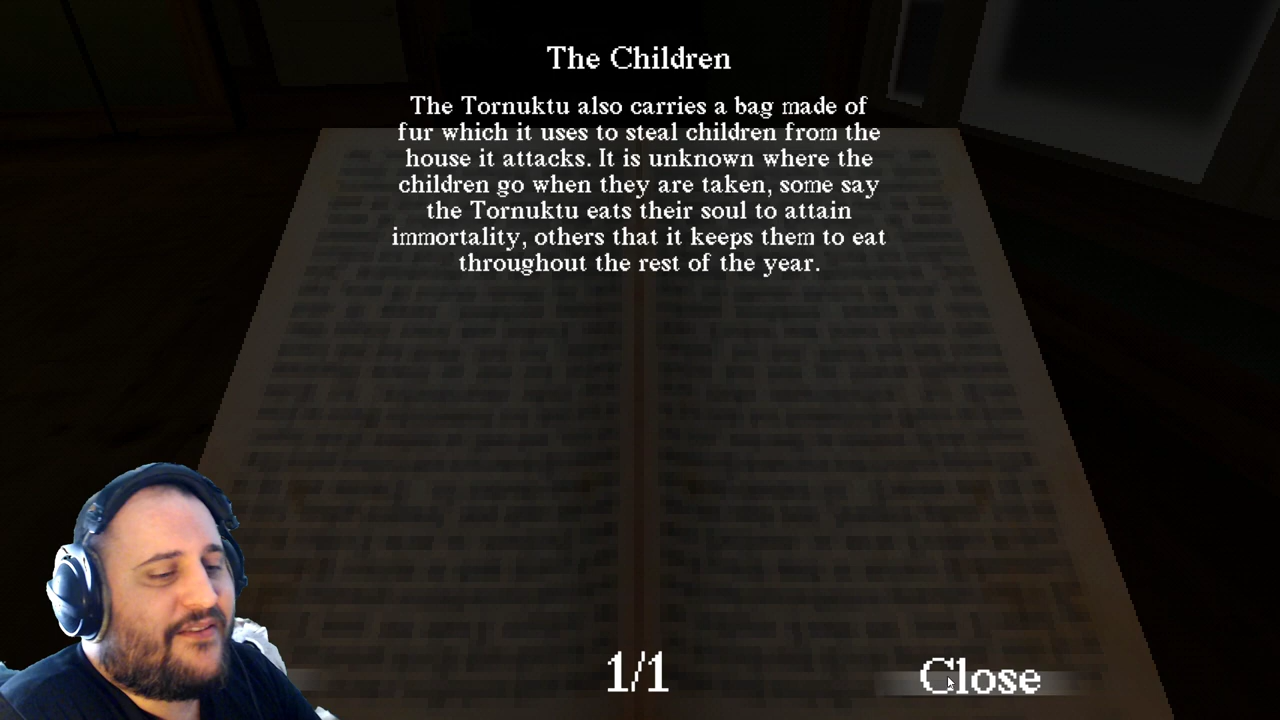 The Children
The Tornuktu also carries a bag made of
fur which it uses to steal children from the
house it attacks. It is unknown where the
children go when they are taken, some say
the Tornuktu eats their soul to attain
immortality, others that it keeps them to eat
throughout the rest of the year.
1/1
Close